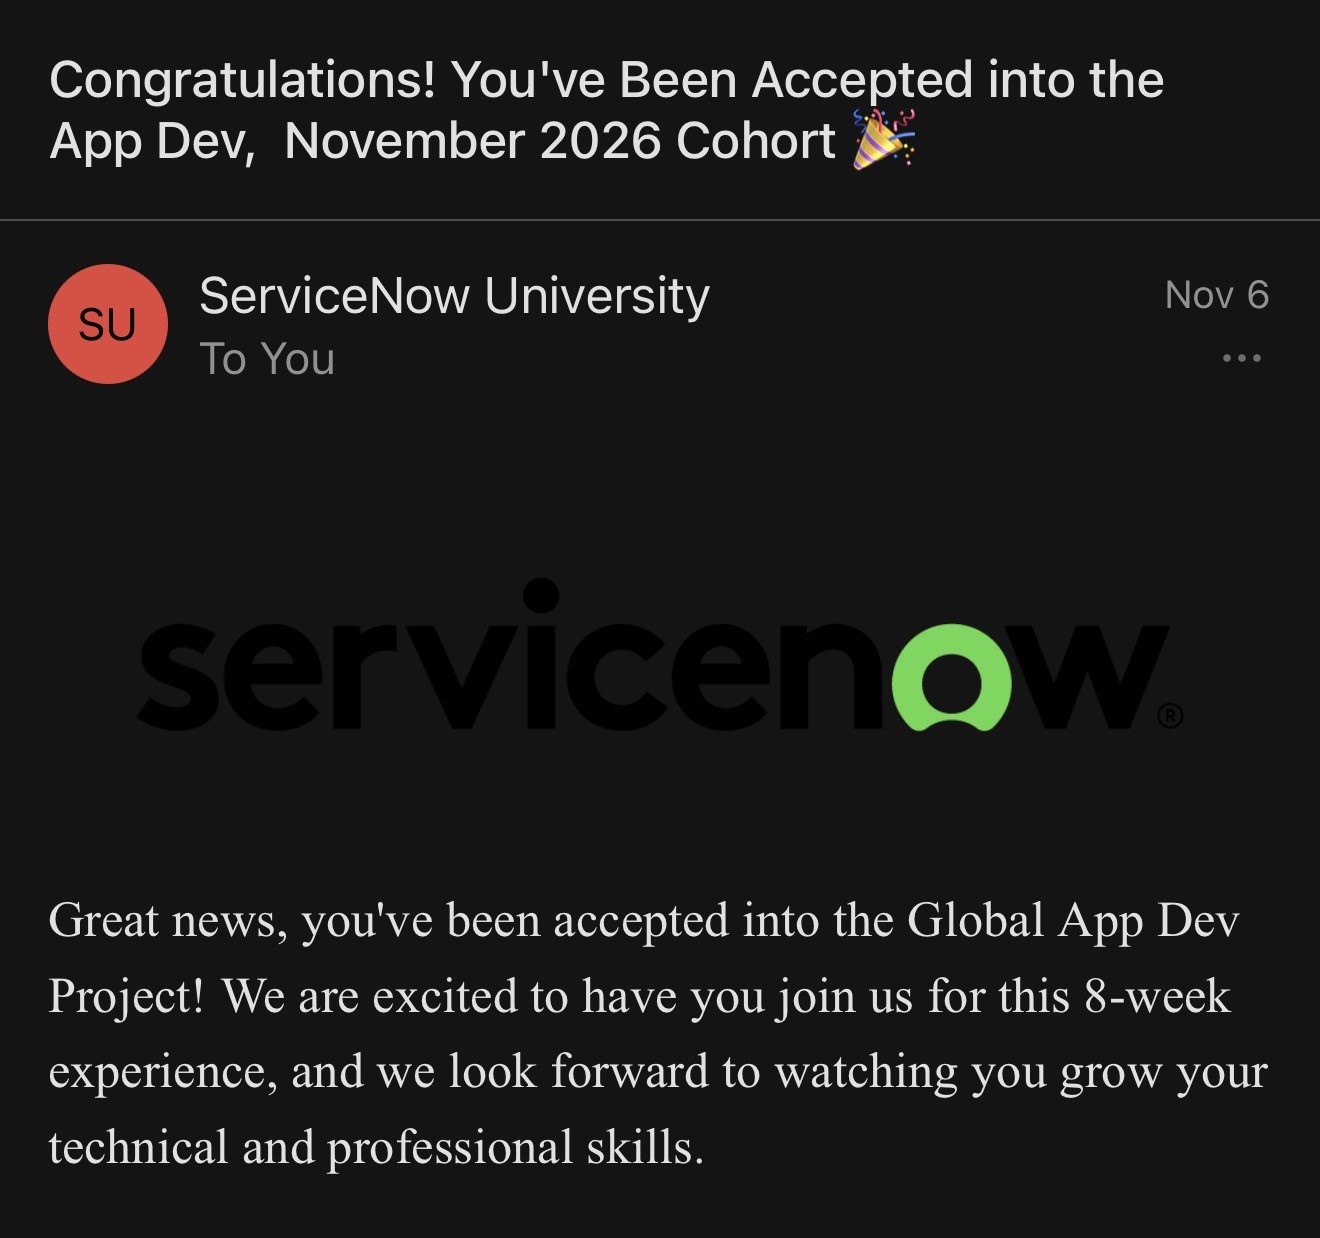 Congratulations! You've Been Accepted into the
App Dev,  November 2026 Cohort 🎉
SU
ServiceNow University
Nov 6
To You
...
servicenow®
Great news, you've been accepted into the Global App Dev
Project! We are excited to have you join us for this 8-week
experience, and we look forward to watching you grow your
technical and professional skills.